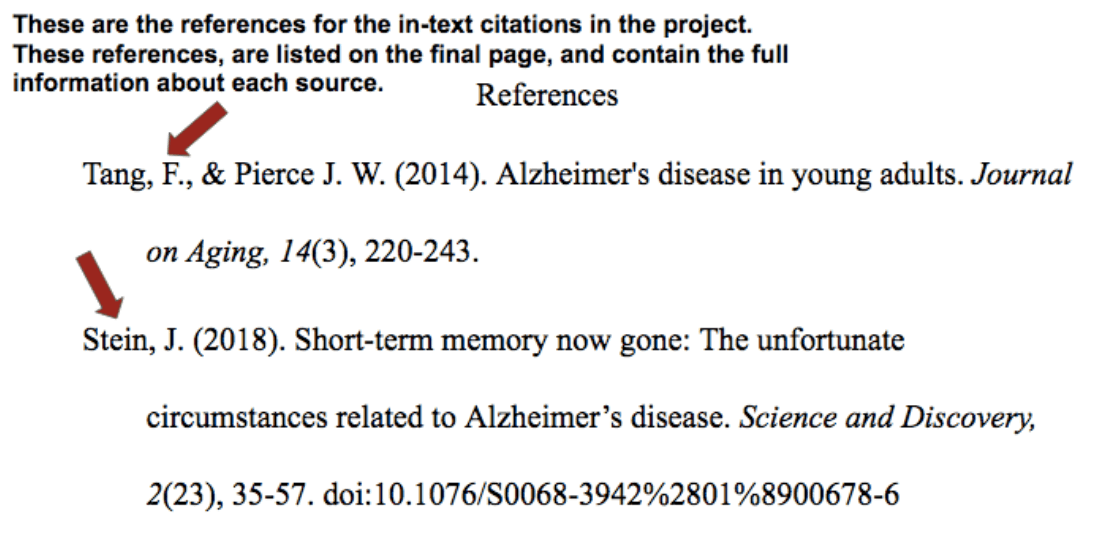 These are the references for the in-text citations in the project.
These references, are listed on the final page, and contain the full
information about each source.
References
Tang, F., & Pierce J. W. (2014). Alzheimer's disease in young adults. Journal
on Aging, 14(3), 220-243.
Stein, J. (2018). Short-term memory now gone: The unfortunate
circumstances related to Alzheimer’s disease. Science and Discovery,
2(23), 35-57. doi:10.1076/S0068-3942%2801%8900678-6